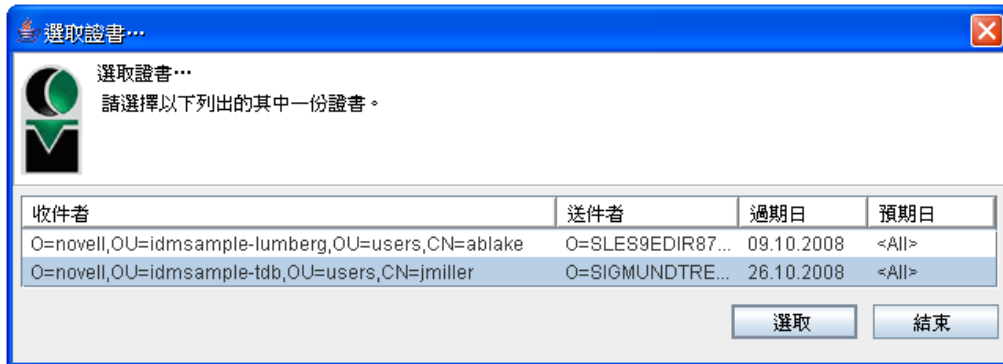 選取證書…
選取證書…
請選擇以下列出的其中一份證書。
收件者 送件者 過期日 預期日
O=novell,OU=idmsample-lumberg,OU=users,CN=ablake O=SLES9EDIR87... 09.10.2008 <All>
O=novell,OU=idmsample-tdb,OU=users,CN=jmiller O=SIGMUNDTRE... 26.10.2008 <All>
選取 結束